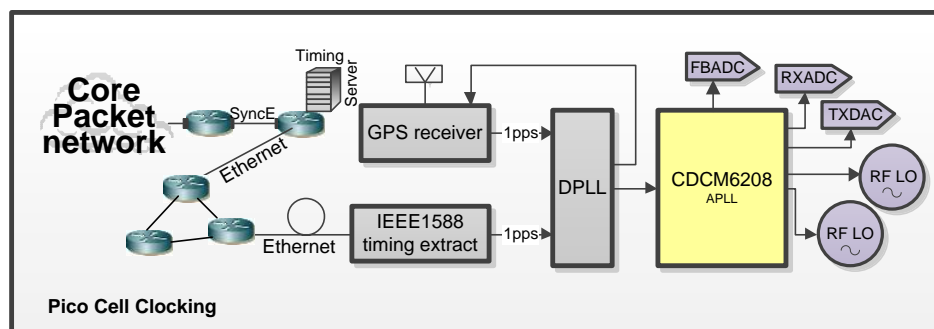 Timing
Server
Core
Packet
network
SyncE
Ethernet
GPS receiver
1pps
DPLL
FBADC
RXADC
TXDAC
CDCM6208
APLL
RF LO
RF LO
Ethernet
IEEE1588
timing extract
1pps
Pico Cell Clocking